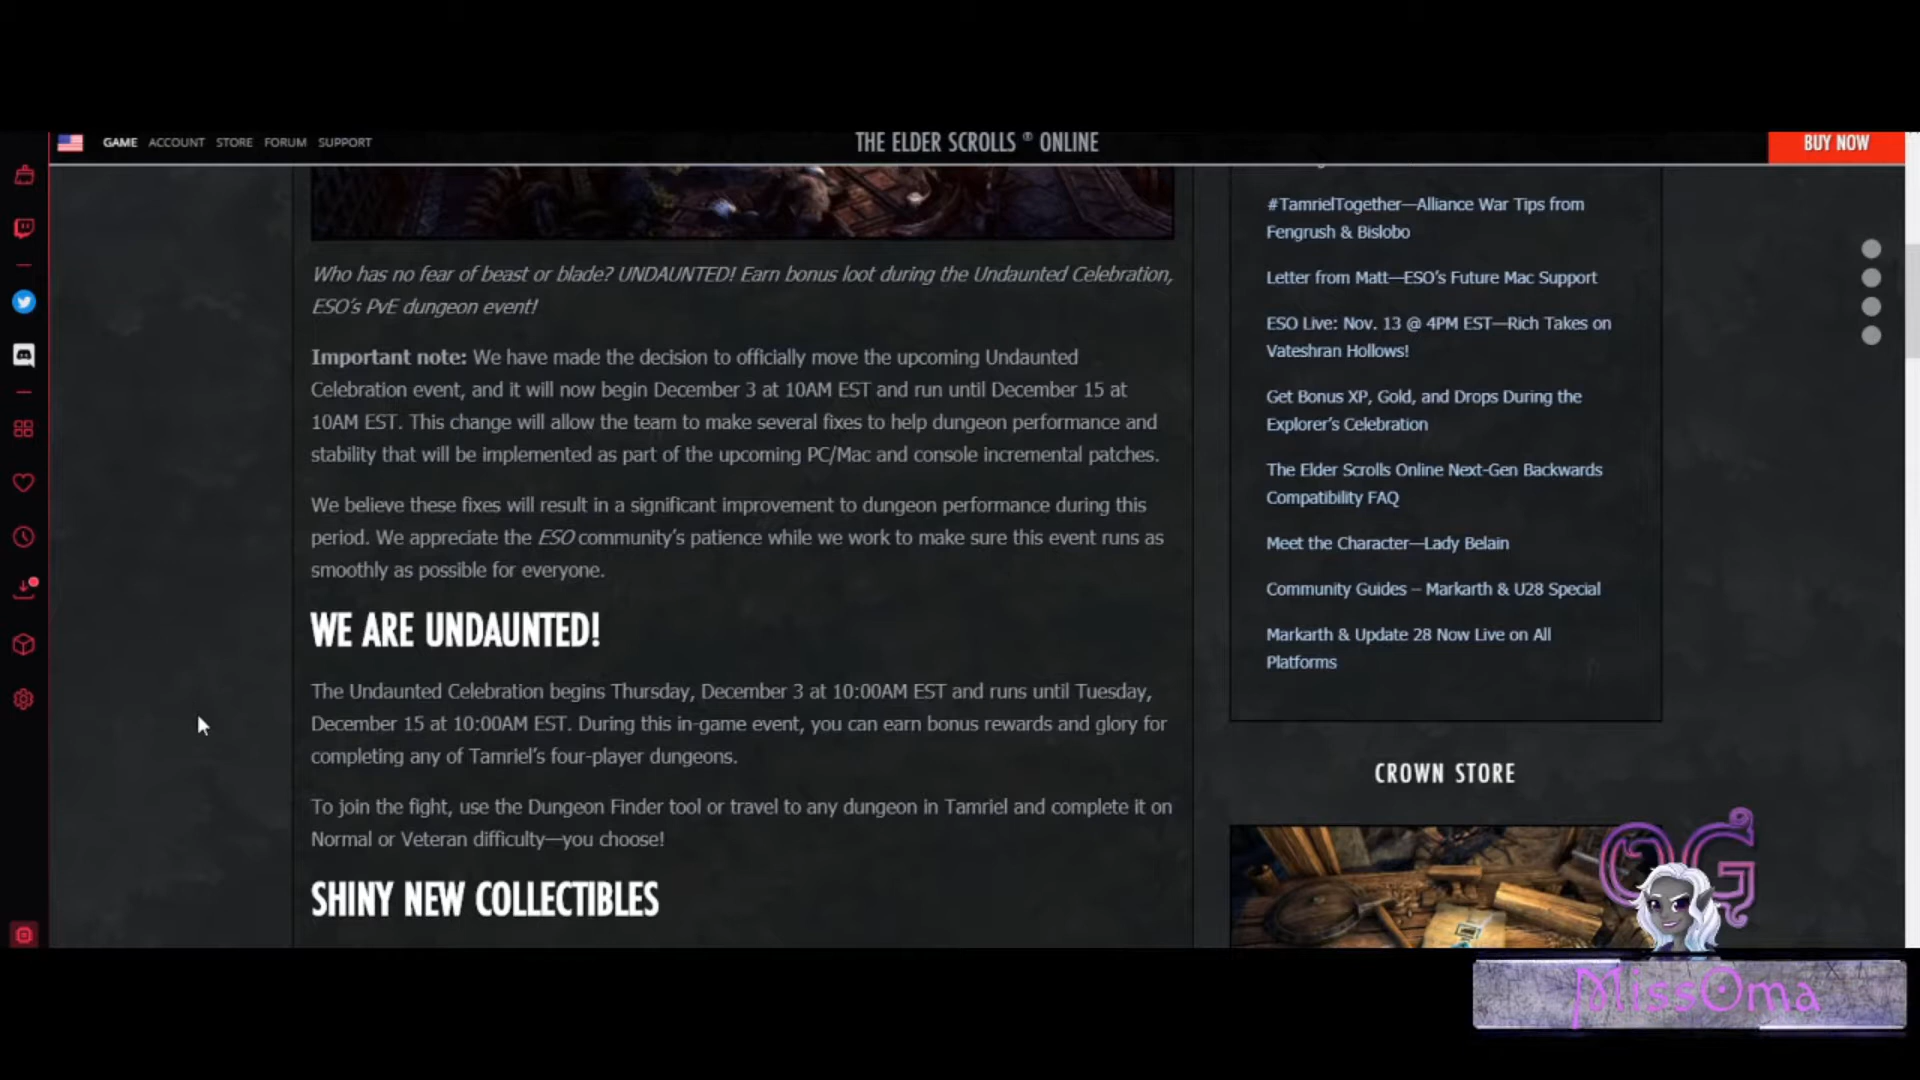 GAME ACCOUNT STORE FORUM SUPPORT
THE ELDER SCROLLS ® ONLINE
BUY NOW
Who has no fear of beast or blade? UNDAUNTED! Earn bonus loot during the Undaunted Celebration,
ESO's PvE dungeon event!
Important note: We have made the decision to officially move the upcoming Undaunted
Celebration event, and it will now begin December 3 at 10AM EST and run until December 15 at
10AM EST. This change will allow the team to make several fixes to help dungeon performance and
stability that will be implemented as part of the upcoming PC/Mac and console incremental patches.
We believe these fixes will result in a significant improvement to dungeon performance during this
period. We appreciate the ESO community's patience while we work to make sure this event runs as
smoothly as possible for everyone.
WE ARE UNDAUNTED!
The Undaunted Celebration begins Thursday, December 3 at 10:00AM EST and runs until Tuesday,
December 15 at 10:00AM EST. During this in-game event, you can earn bonus rewards and glory for
completing any of Tamriel's four-player dungeons.
To join the fight, use the Dungeon Finder tool or travel to any dungeon in Tamriel and complete it on
Normal or Veteran difficulty—you choose!
SHINY NEW COLLECTIBLES
#TamrielTogether—Alliance War Tips from
Fengrush & Bislobo
Letter from Matt—ESO's Future Mac Support
ESO Live: Nov. 13 @ 4PM EST—Rich Takes on
Vateshran Hollows!
Get Bonus XP, Gold, and Drops During the
Explorer's Celebration
The Elder Scrolls Online Next-Gen Backwards
Compatibility FAQ
Meet the Character—Lady Belain
Community Guides – Markarth & U28 Special
Markarth & Update 28 Now Live on All
Platforms
CROWN STORE
OG
MissOma